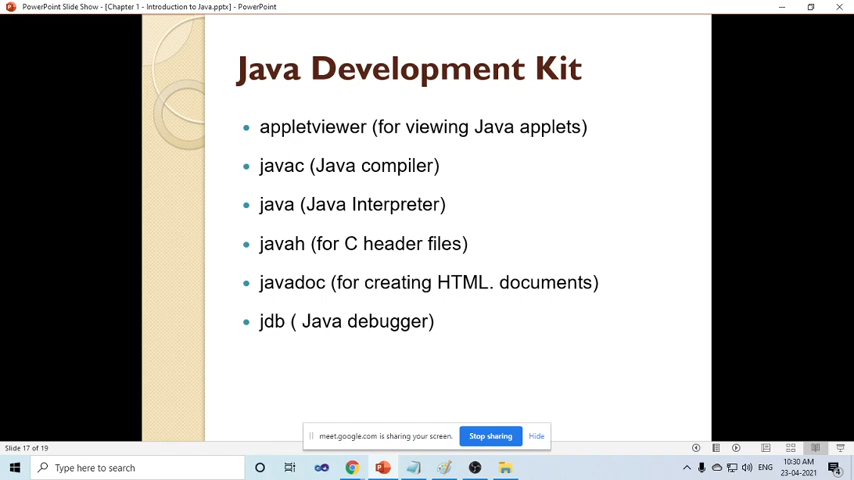 PowerPoint Slide Show - [Chapter 1 - Introduction to Java.pptx] - PowerPoint
Java Development Kit
appletviewer (for viewing Java applets)
javac (Java compiler)
java (Java Interpreter)
javah (for C header files)
javadoc (for creating HTML. documents)
jdb ( Java debugger)
meet.google.com is sharing your screen. Stop sharing Hide
Slide 17 of 19
Type here to search
ENG
10:30 AM
23-04-2021
4